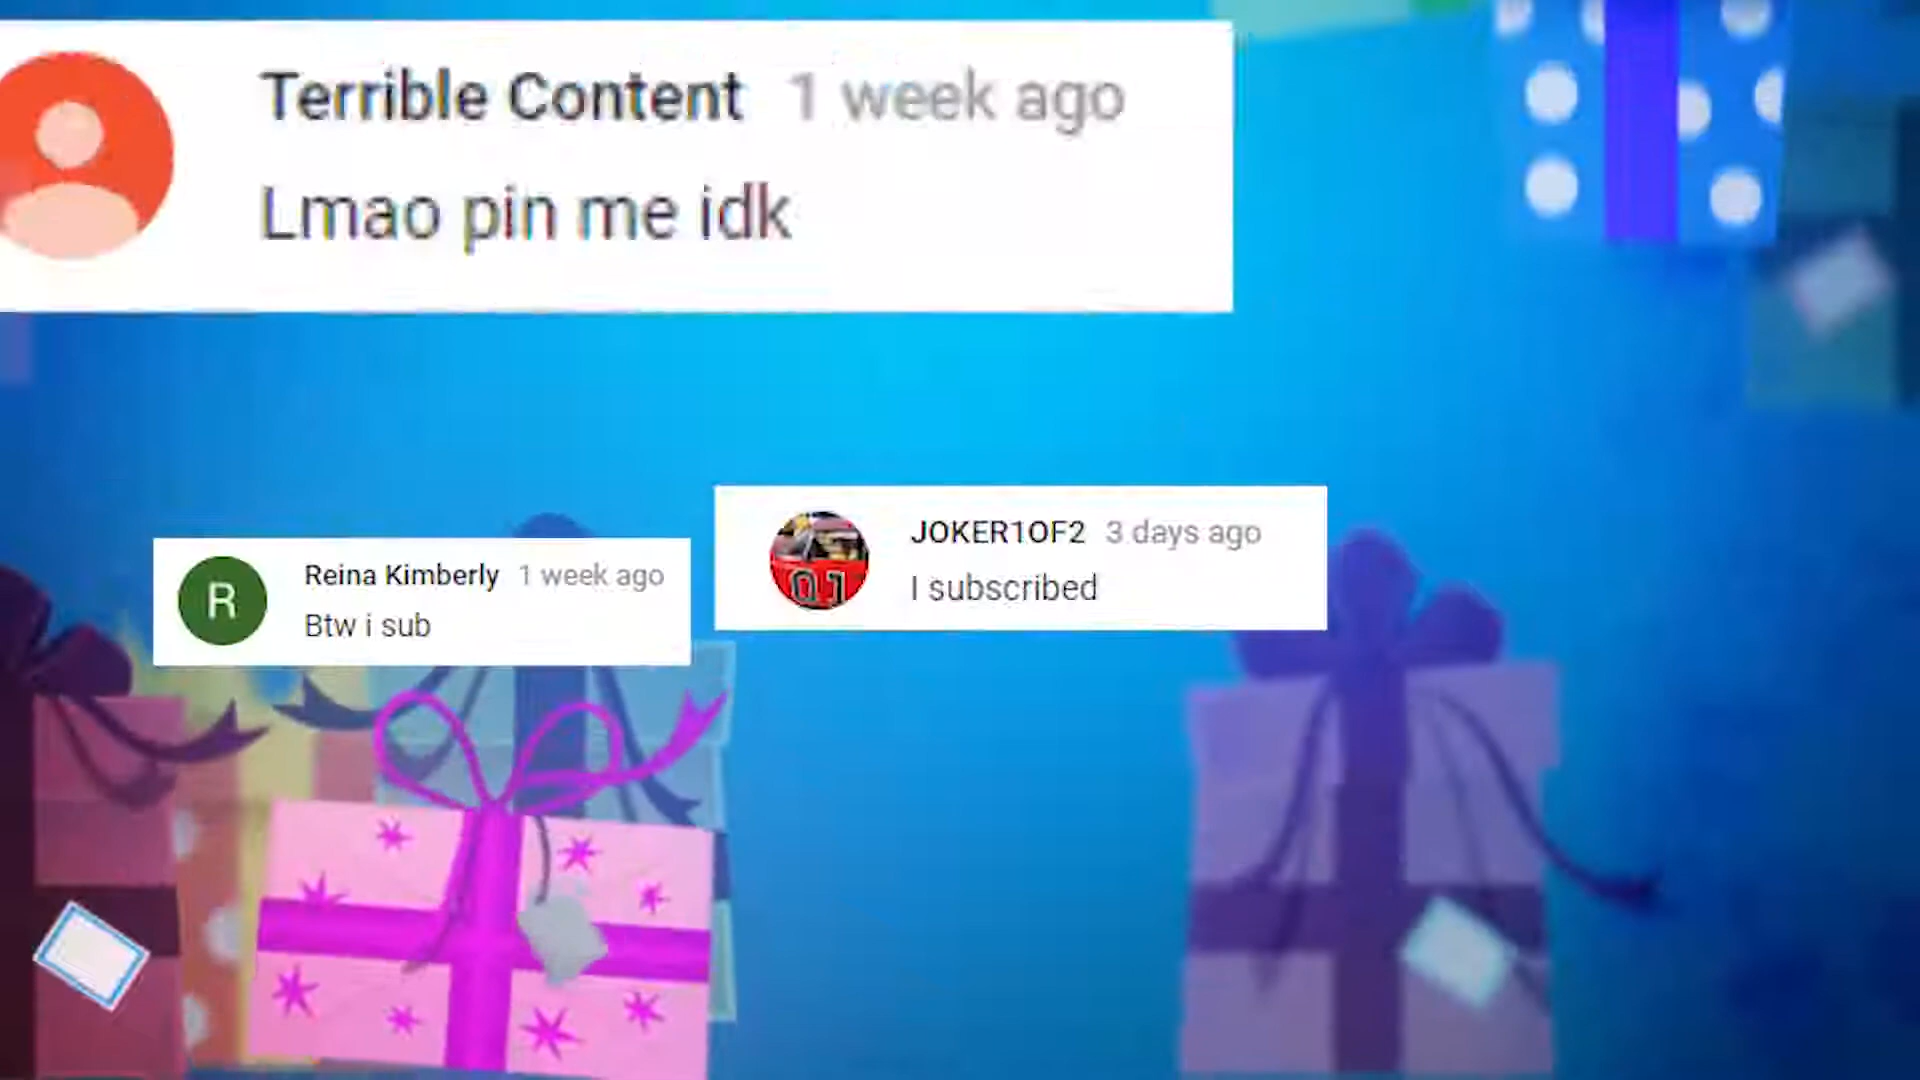 Terrible Content 1 week ago
Lmao pin me idk
JOKER1OF2 3 days ago
I subscribed
Reina Kimberly 1 week ago
Btw i sub
R
01